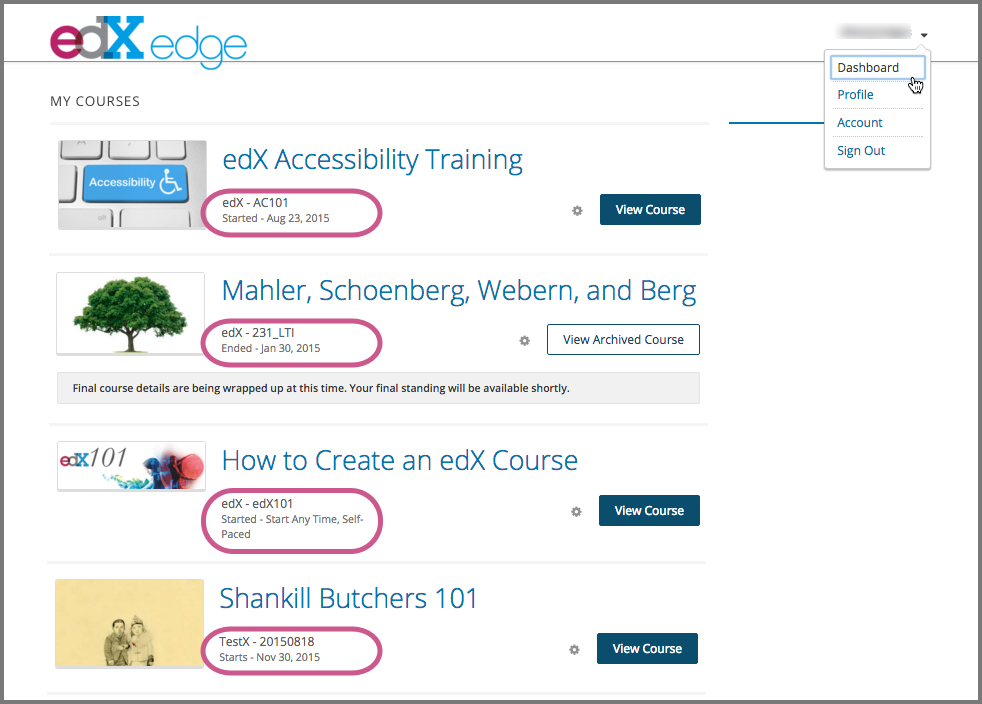 edX edge
Dashboard
Profile
Account
Sign Out
MY COURSES
Accessibility
edX Accessibility Training
edX - AC101
Started - Aug 23, 2015
View Course
Mahler, Schoenberg, Webern, and Berg
edX - 231_LTI
Ended - Jan 30, 2015
View Archived Course
Final course details are being wrapped up at this time. Your final standing will be available shortly.
edX101
How to Create an edX Course
edX - edX101
Started - Start Any Time, Self-
Paced
View Course
Shankill Butchers 101
TestX - 20150818
Starts - Nov 30, 2015
View Course